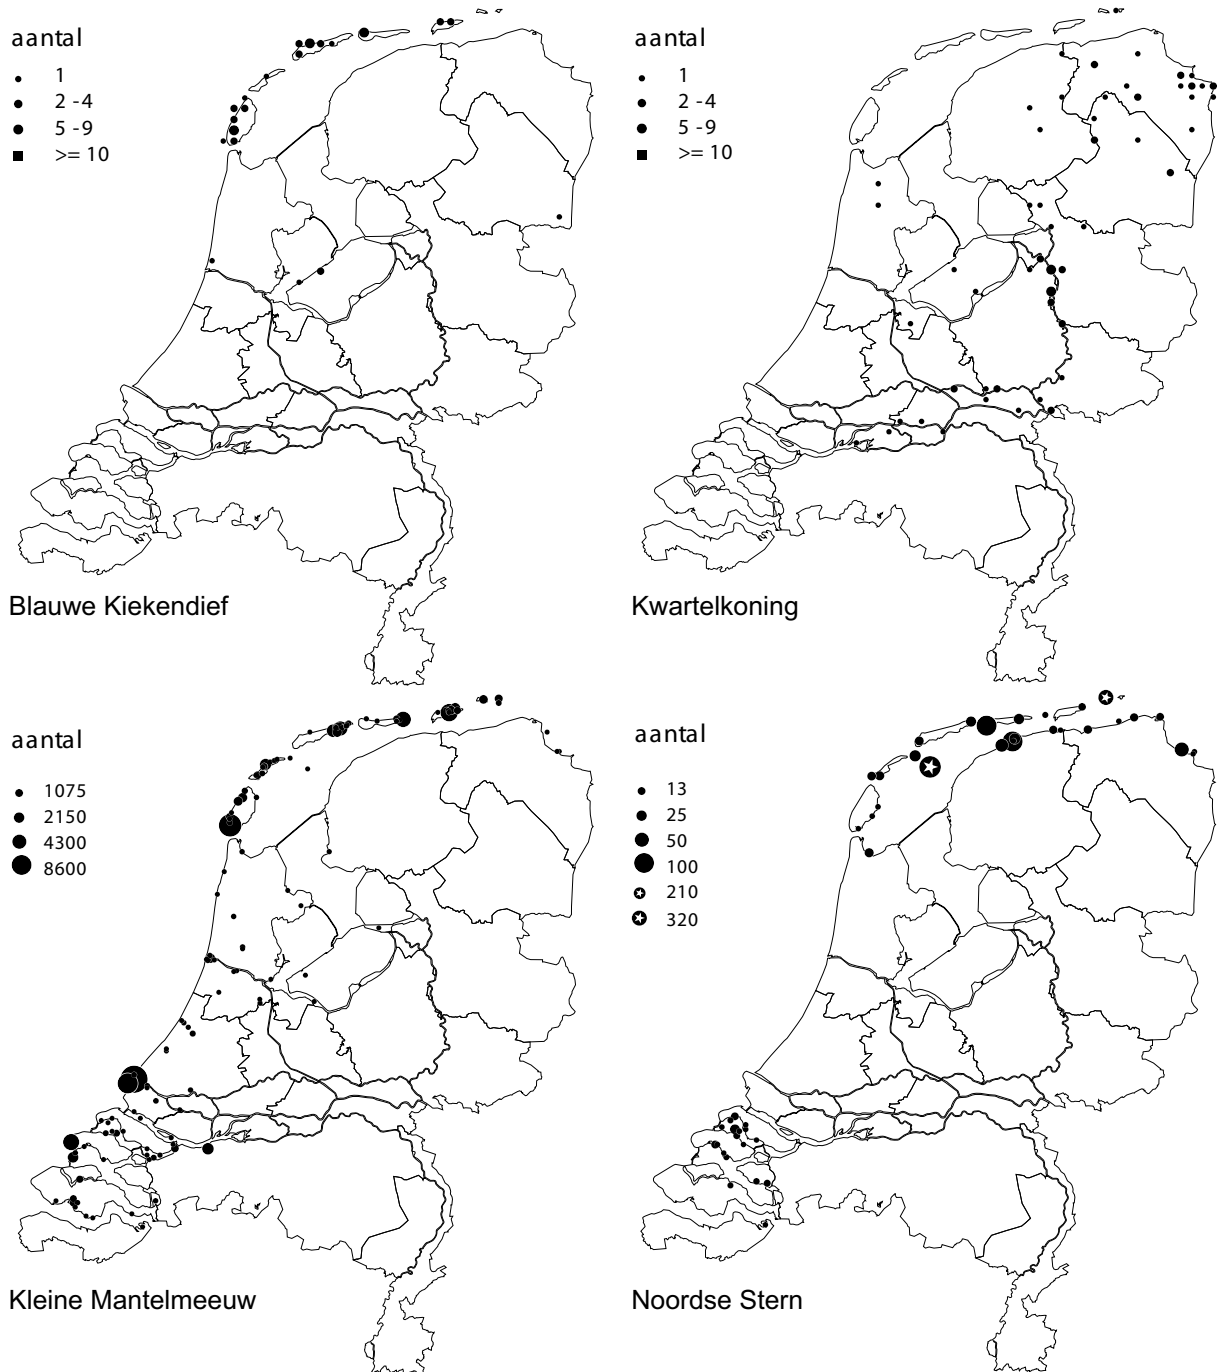 aantal
1
2 -4
5 -9
>= 10
Blauwe Kiekendief
aantal
1
2 -4
5 -9
>= 10
Kwartelkoning
aantal
1075
2150
4300
8600
Kleine Mantelmeeuw
aantal
13
25
50
100
210
320
Noordse Stern